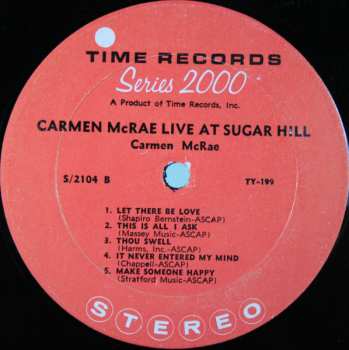 TIME RECORDS
Series 2000
A Product of Time Records, Inc.
CARMEN McRAE LIVE AT SUGAR HILL
Carmen McRae
S/2104 B
TY-199
1. LET THERE BE LOVE
(Shapiro Bernstein-ASCAP)
2. THIS IS ALL I ASK
(Massey Music-ASCAP)
3. THOU SWELL
(Harms, Inc.-ASCAP)
4. IT NEVER ENTERED MY MIND
(Chappell-ASCAP)
5. MAKE SOMEONE HAPPY
(Stratford Music-ASCAP)
STEREO